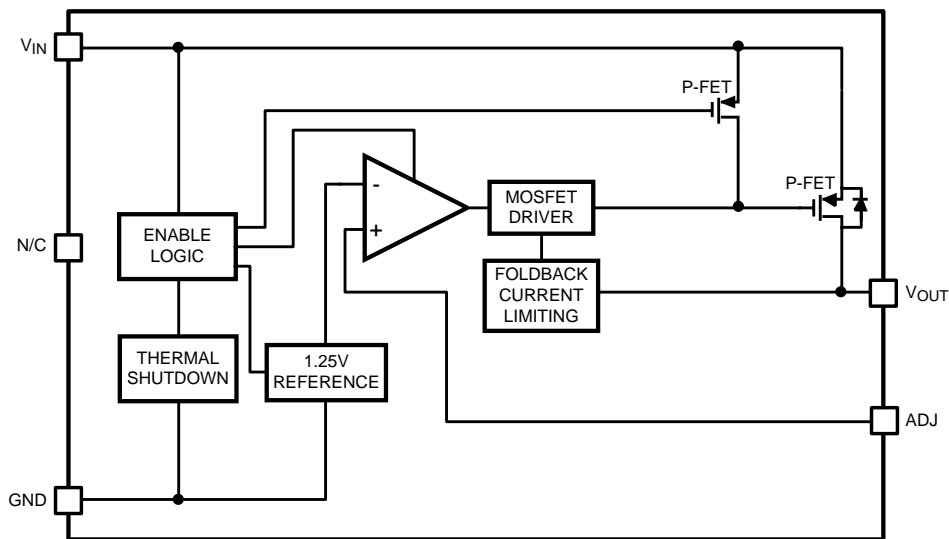 VIN
P-FET
P-FET
-
+
MOSFET
DRIVER
N/C
ENABLE
LOGIC
FOLDBACK
CURRENT
LIMITING
VOUT
THERMAL
SHUTDOWN
1.25V
REFERENCE
ADJ
GND